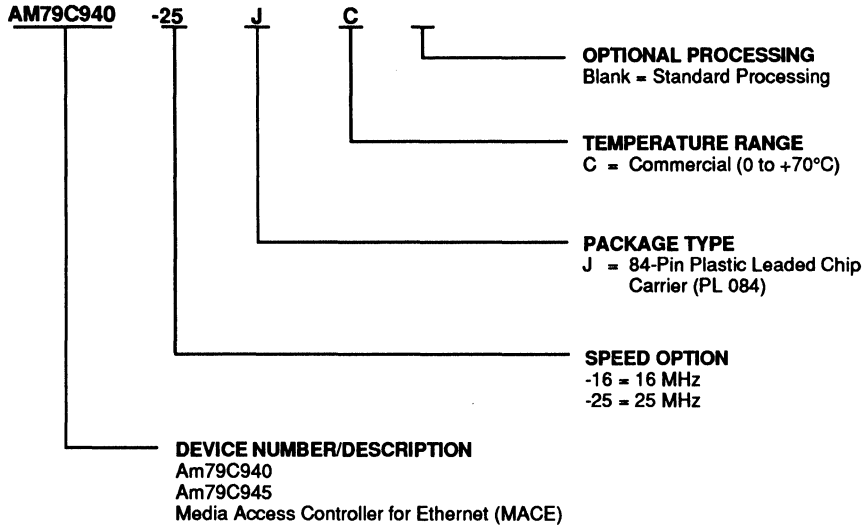 AM79C940 -25 J C
OPTIONAL PROCESSING
Blank = Standard Processing
TEMPERATURE RANGE
C = Commercial (0 to +70°C)
PACKAGE TYPE
J = 84-Pin Plastic Leaded Chip
Carrier (PL 084)
SPEED OPTION
-16 = 16 MHz
-25 = 25 MHz
DEVICE NUMBER/DESCRIPTION
Am79C940
Am79C945
Media Access Controller for Ethernet (MACE)